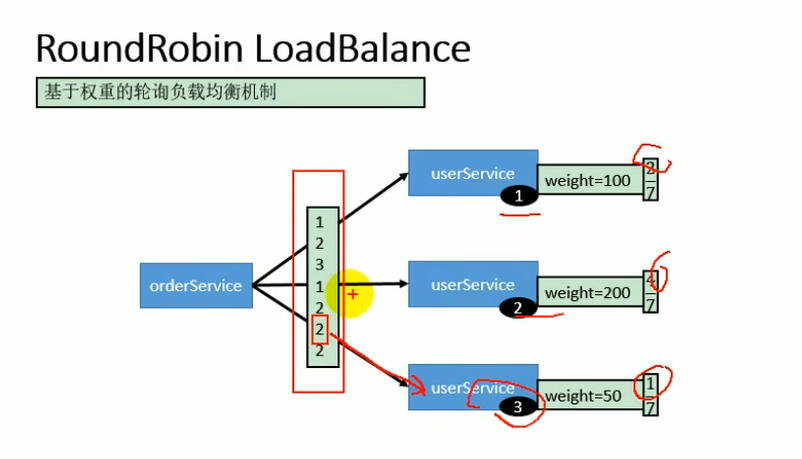 RoundRobin LoadBalance
基于权重的轮询负载均衡机制
orderService
1
2
3
1
2
2
2
userService
1
weight=100
2
7
userService
2
weight=200
4
7
userService
3
weight=50
1
7